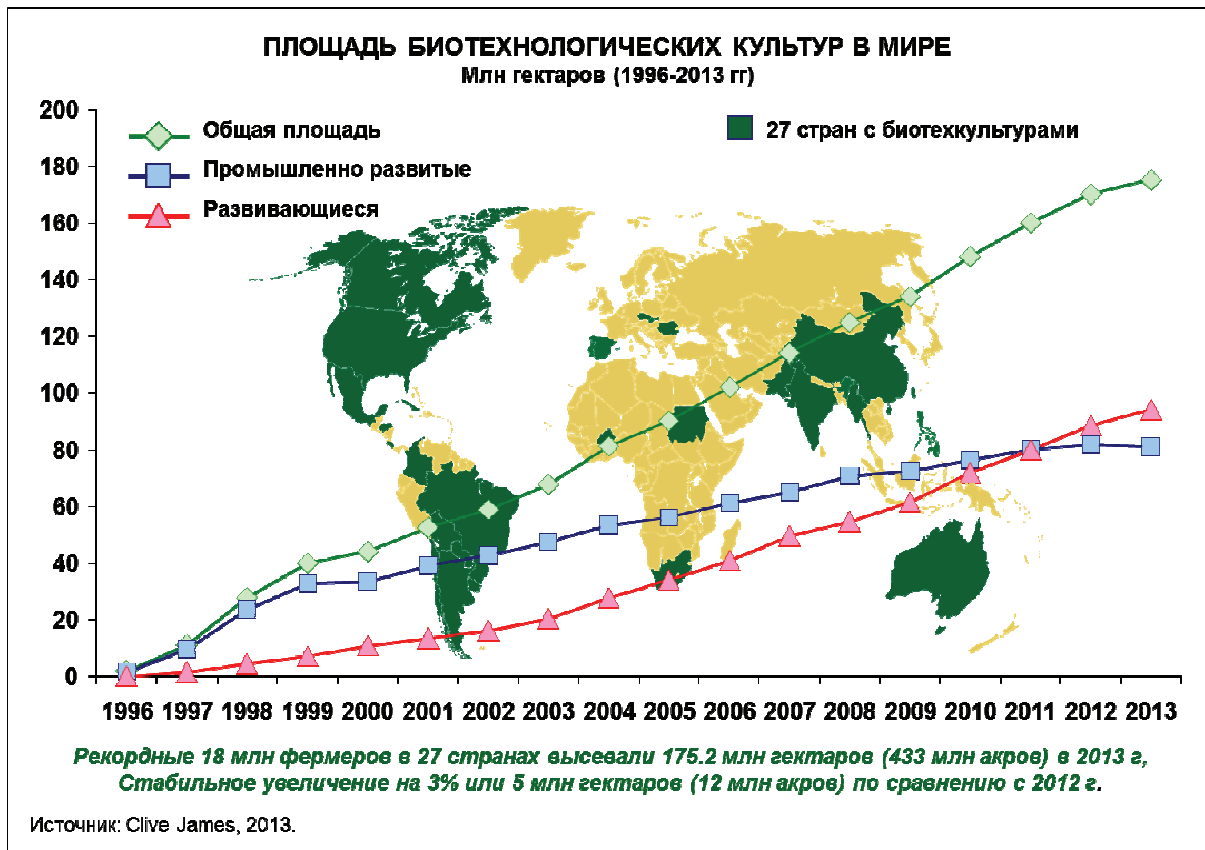 ПЛОЩАДЬ БИОТЕХНОЛОГИЧЕСКИХ КУЛЬТУР В МИРЕ
Млн гектаров (1996-2013 гг)
Общая площадь
Промышленно развитые
Развивающиеся
27 стран с биотехкультурами
200
180
160
140
120
100
80
60
40
20
0
1996 1997 1998 1999 2000 2001 2002 2003 2004 2005 2006 2007 2008 2009 2010 2011 2012 2013
Рекордные 18 млн фермеров в 27 странах высевали 175.2 млн гектаров (433 млн акров) в 2013 г,
Стабильное увеличение на 3% или 5 млн гектаров (12 млн акров) по сравнению с 2012 г.
Источник: Clive James, 2013.